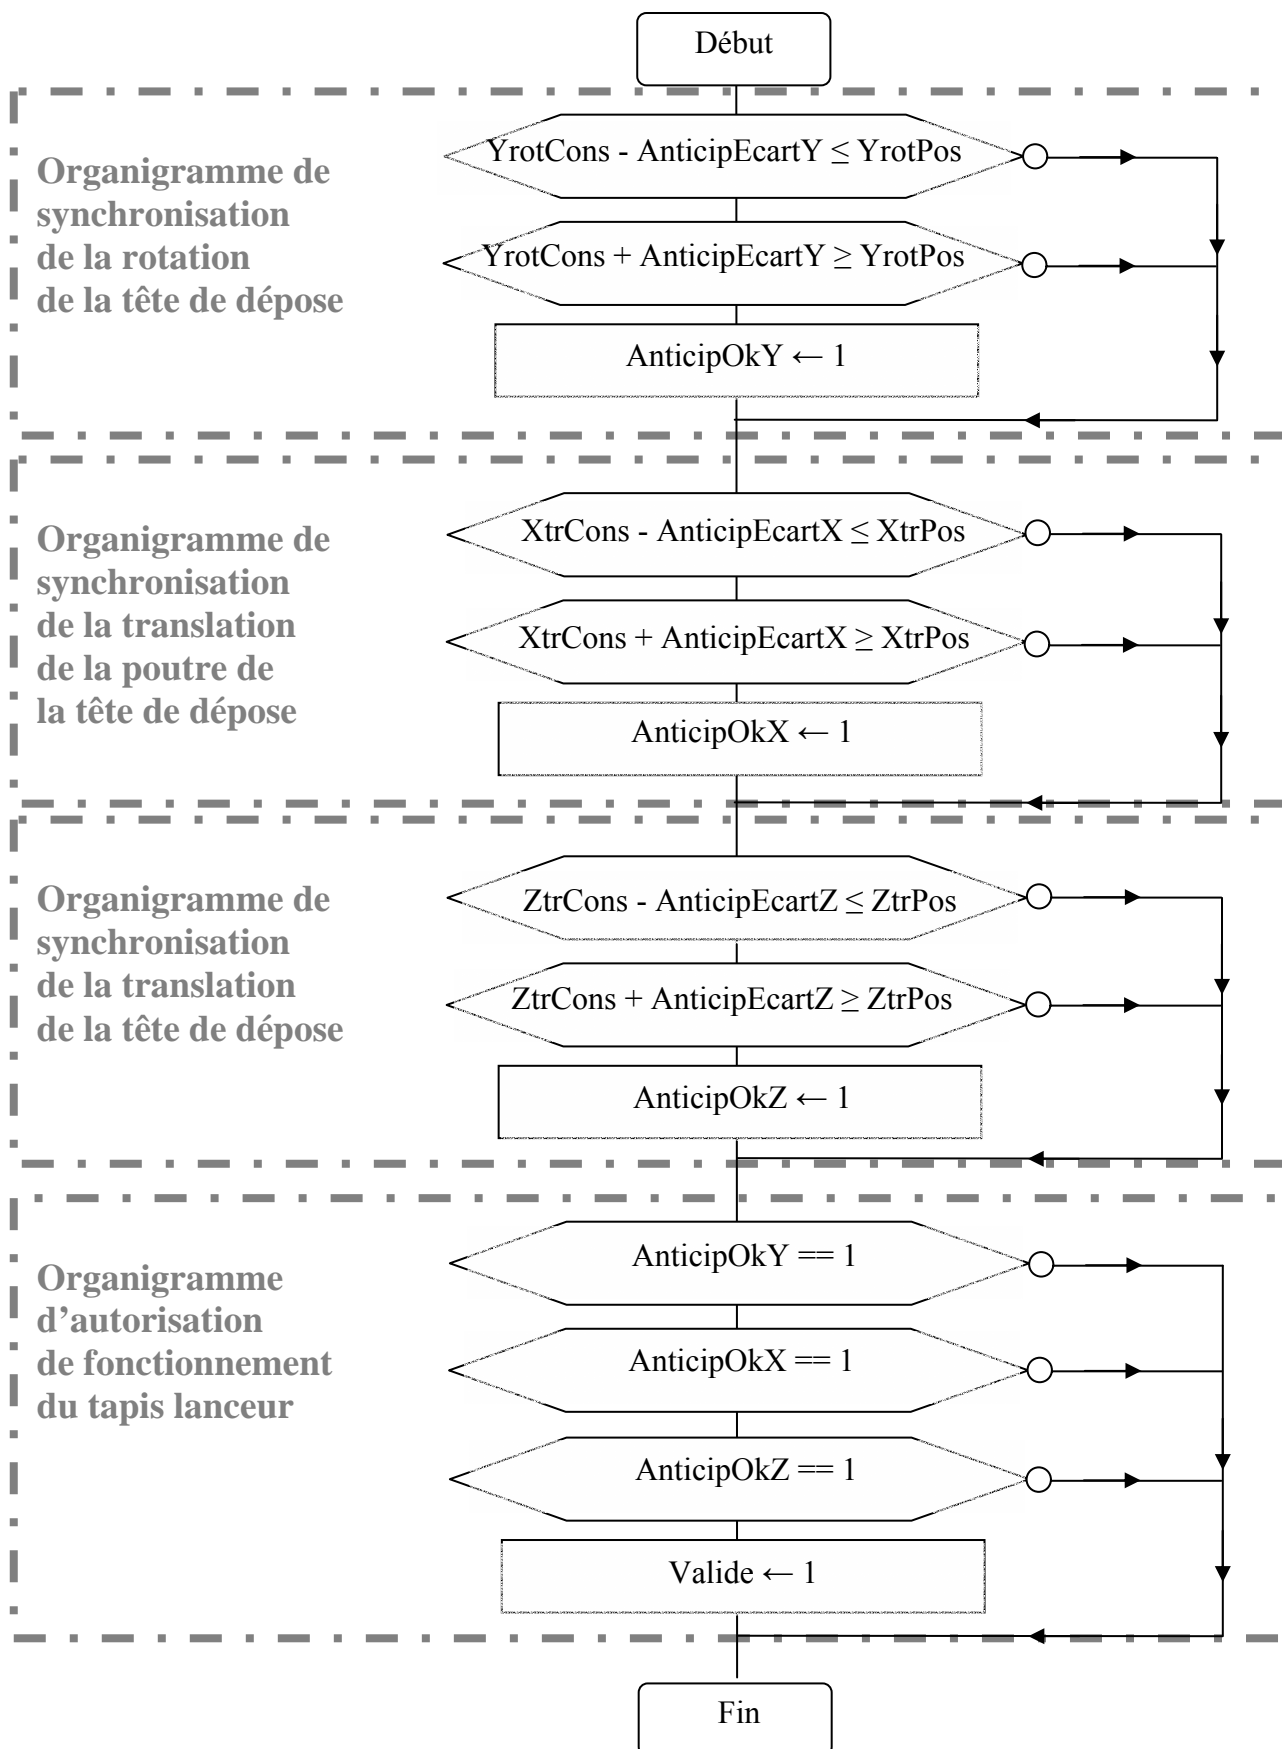 Début
Organigramme de
synchronisation
de la rotation
de la tête de dépose
YrotCons - AnticipEcartY ≤ YrotPos
YrotCons + AnticipEcartY ≥ YrotPos
AnticipOkY ← 1
Organigramme de
synchronisation
de la translation
de la poutre de
la tête de dépose
XtrCons - AnticipEcartX ≤ XtrPos
XtrCons + AnticipEcartX ≥ XtrPos
AnticipOkX ← 1
Organigramme de
synchronisation
de la translation
de la tête de dépose
ZtrCons - AnticipEcartZ ≤ ZtrPos
ZtrCons + AnticipEcartZ ≥ ZtrPos
AnticipOkZ ← 1
Organigramme
d’autorisation
de fonctionnement
du tapis lanceur
AnticipOkY == 1
AnticipOkX == 1
AnticipOkZ == 1
Valide ← 1
Fin